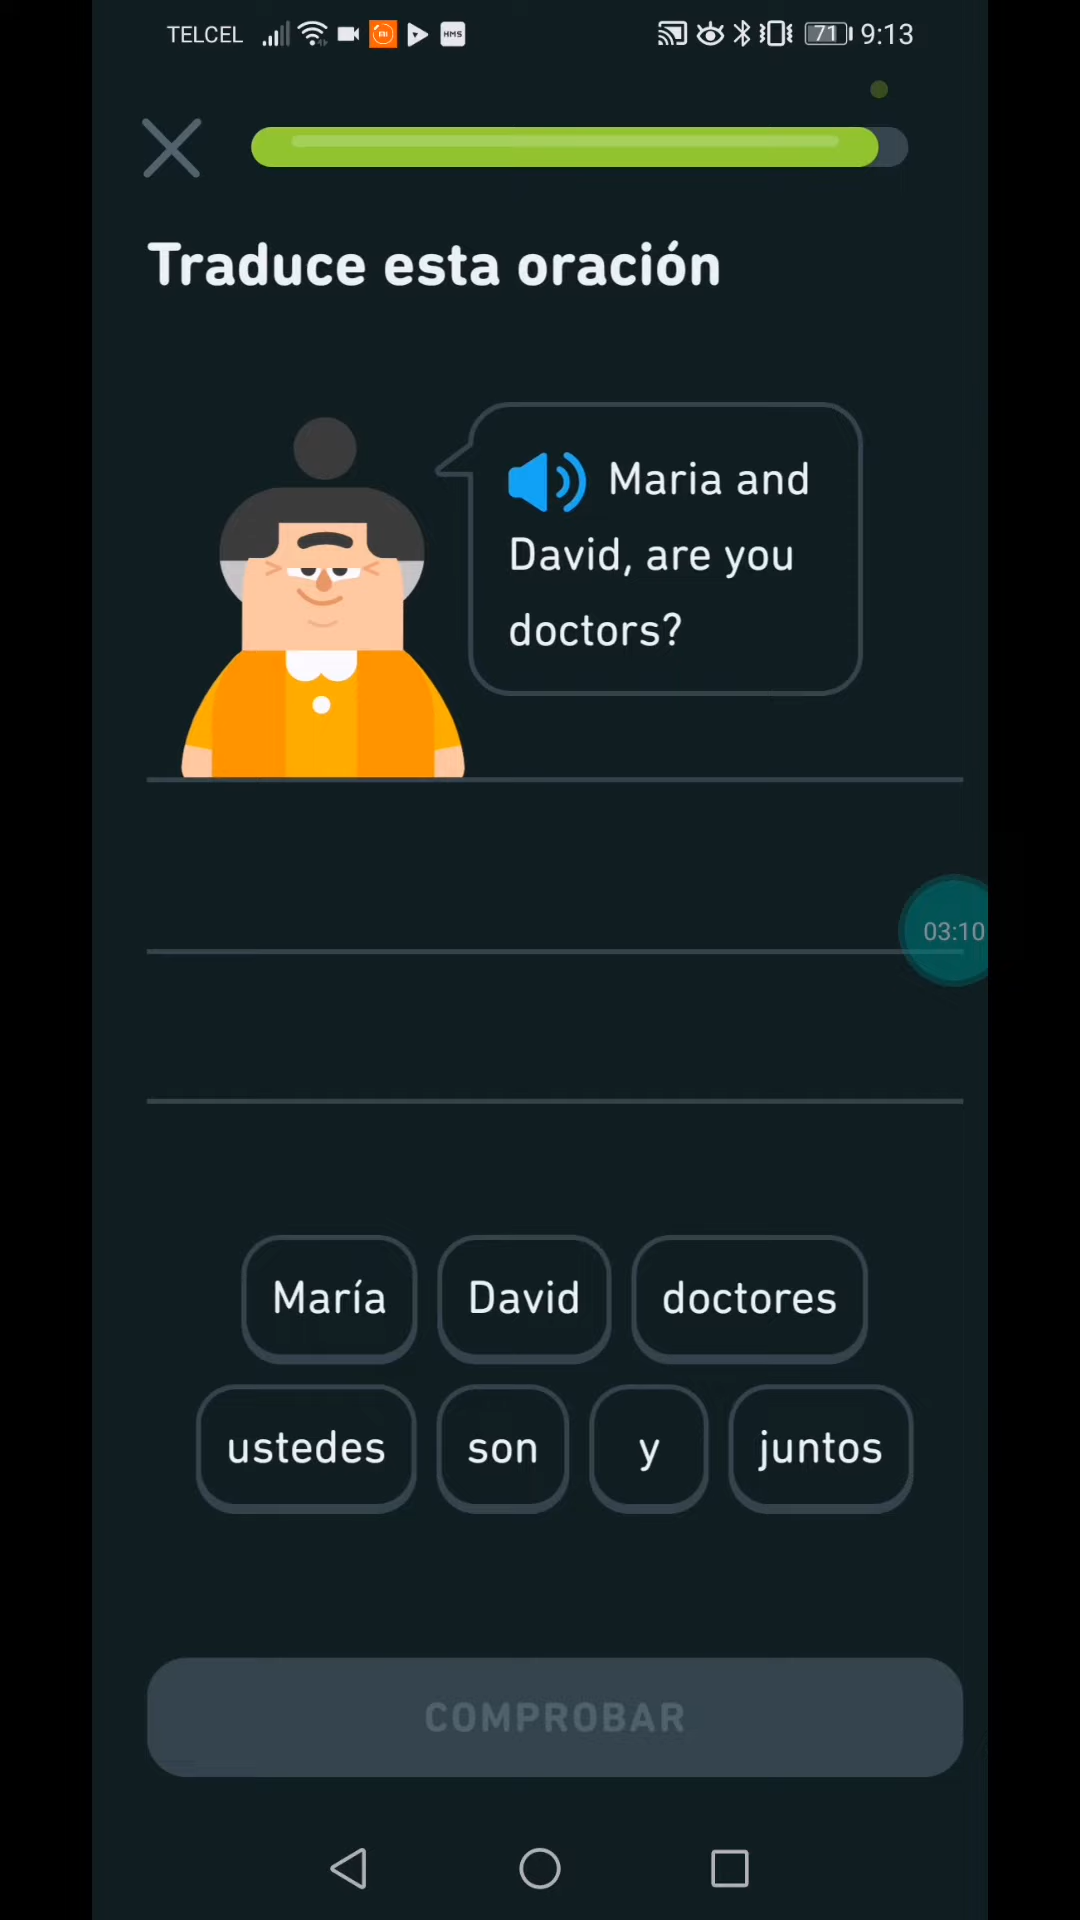 TELCEL HMS 71 9:13
Traduce esta oración
Maria and
David, are you
doctors?
03:10
María David doctores
ustedes son y juntos
COMPROBAR